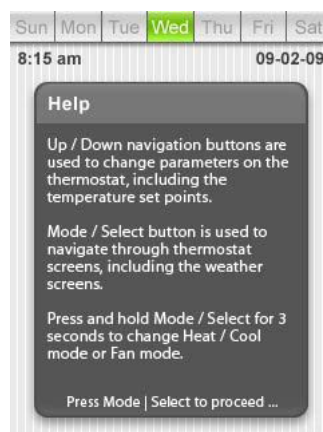 Sun Mon Tue Wed Thu Fri Sat
8:15 am 09-02-09
Help
Up / Down navigation buttons are
used to change parameters on the
thermostat, including the
temperature set points.
Mode / Select button is used to
navigate through thermostat
screens, including the weather
screens.
Press and hold Mode / Select for 3
seconds to change Heat / Cool
mode or Fan mode.
Press Mode | Select to proceed ...